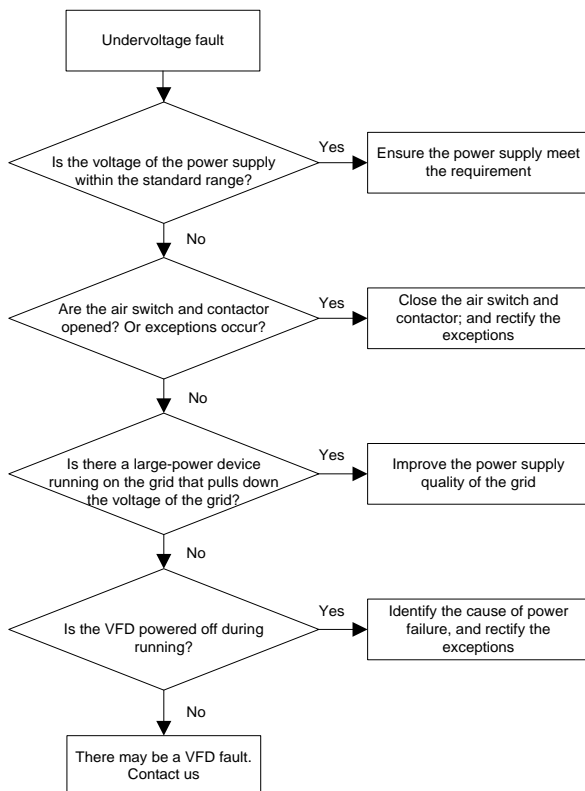 Undervoltage fault
Is the voltage of the power supply
within the standard range?
Yes
Ensure the power supply meet
the requirement
No
Are the air switch and contactor
opened? Or exceptions occur?
Yes
Close the air switch and
contactor; and rectify the
exceptions
No
Is there a large-power device
running on the grid that pulls down
the voltage of the grid?
Yes
Improve the power supply
quality of the grid
No
Is the VFD powered off during
running?
Yes
Identify the cause of power
failure, and rectify the
exceptions
No
There may be a VFD fault.
Contact us